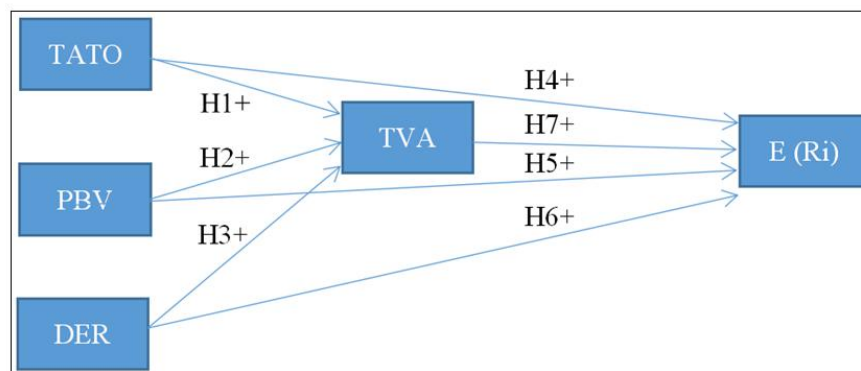 TATO
H4+
H1+
TVA
H7+
E (Ri)
H2+
H5+
PBV
H3+
H6+
DER